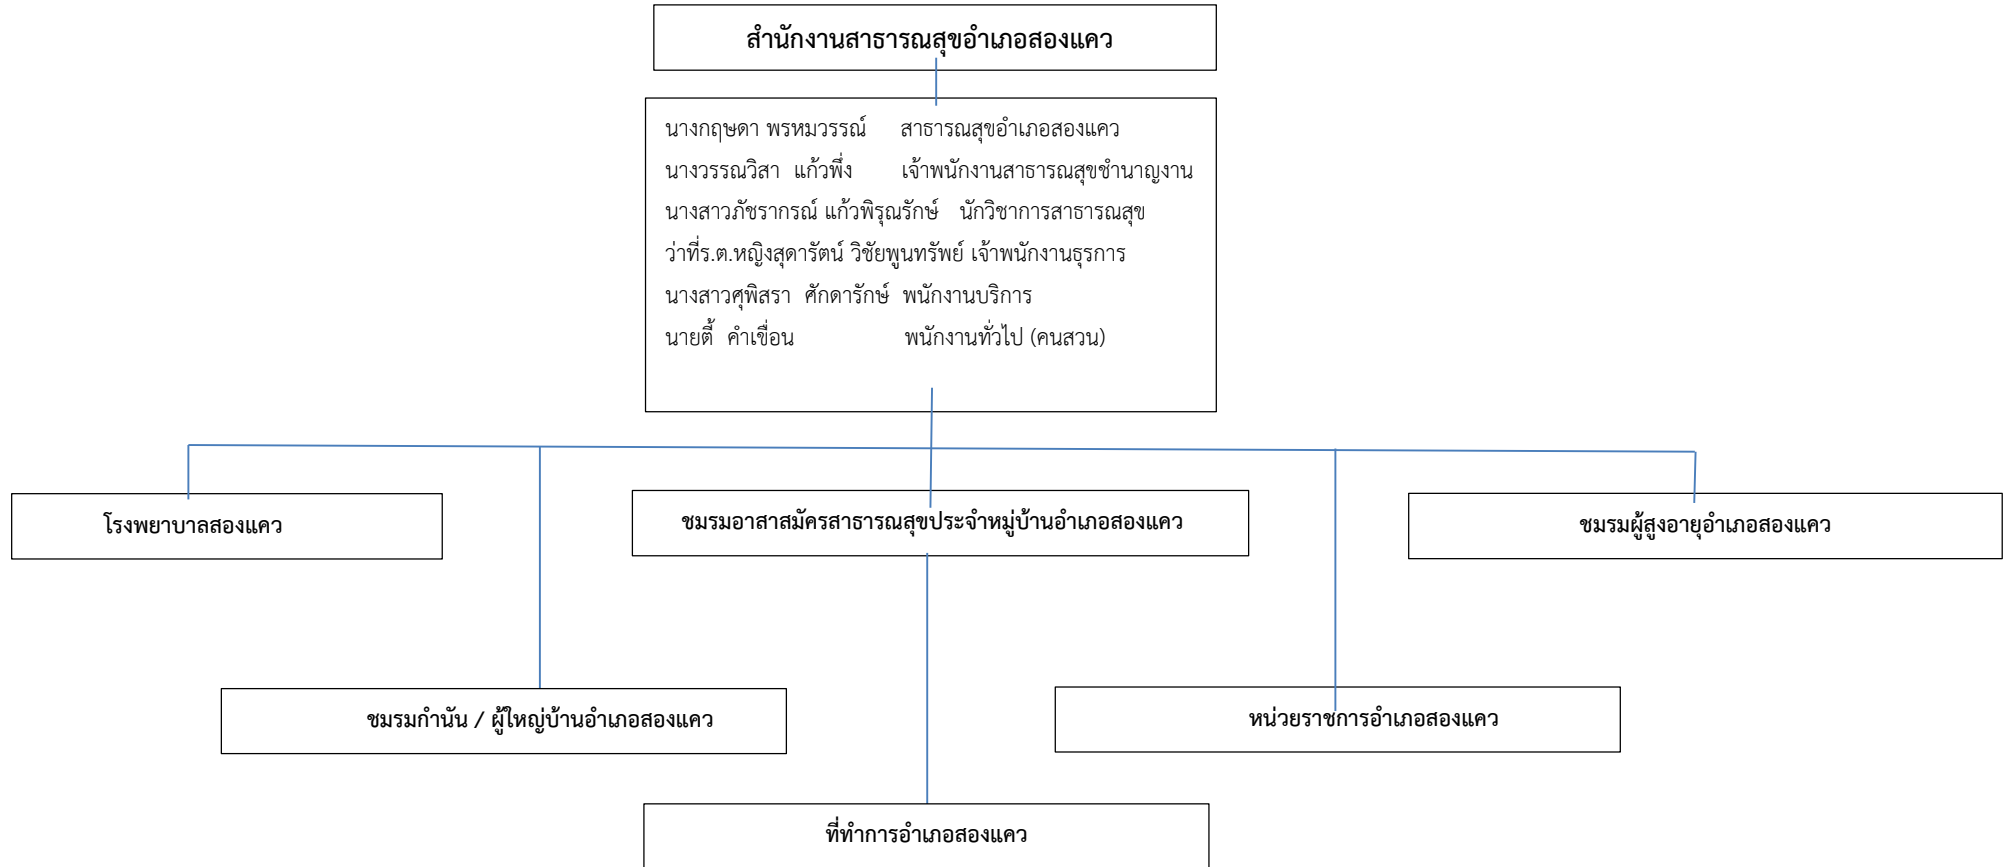 สำนักงานสาธารณสุขอำเภอสองแคว
นางกฤษดา พรหมวรรณ์ สาธารณสุขอำเภอสองแคว
นางวรรณวิสา แก้วพึ่ง เจ้าพนักงานสาธารณสุขชำนาญงาน
นางสาวภัชรากรณ์ แก้วพิรุณรักษ์ นักวิชาการสาธารณสุข
ว่าที่ร.ต.หญิงสุดารัตน์ วิชัยพูนทรัพย์ เจ้าพนักงานธุรการ
นางสาวศุพิสรา ศักดารักษ์ พนักงานบริการ
นายตี้ คำเขื่อน พนักงานทั่วไป (คนสวน)
โรงพยาบาลสองแคว
ชมรมอาสาสมัครสาธารณสุขประจำหมู่บ้านอำเภอสองแคว
ชมรมผู้สูงอายุอำเภอสองแคว
ชมรมกำนัน / ผู้ใหญ่บ้านอำเภอสองแคว
หน่วยราชการอำเภอสองแคว
ที่ทำการอำเภอสองแคว